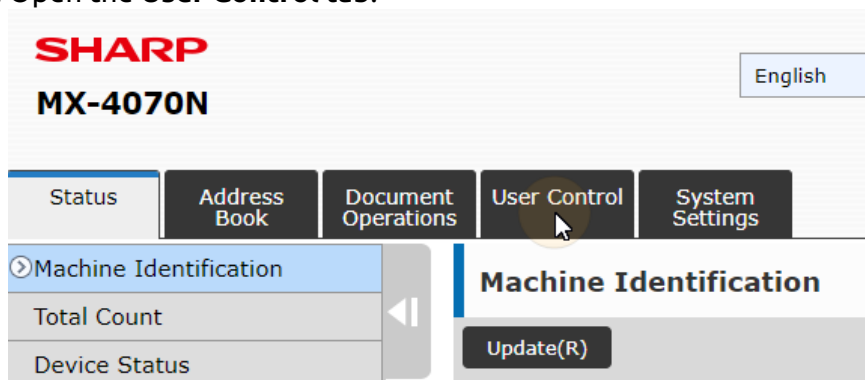 Open the User Control tab.
SHARP
MX-4070N
English
Status
Address Book
Document Operations
User Control
System Settings
Machine Identification
Total Count
Device Status
Machine Identification
Update(R)